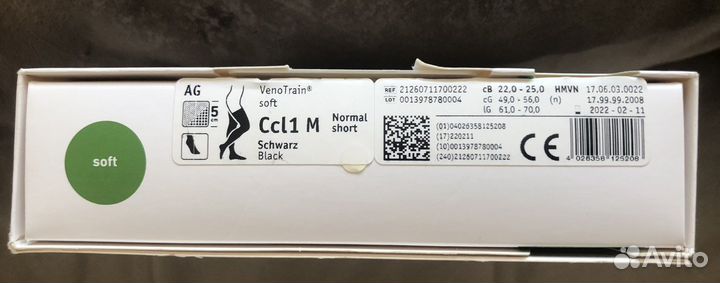 soft
AG
5
cm
VenoTrain®
soft
Ccl1 M
Normal
short
Schwarz
Black
REF 21260711700222
LOT 0013978780004
cB 22,0 - 25,0
cG 49,0 - 56,0
lG 61,0 - 70,0
HMVN 17.06.03.0022
(n) 17.99.99.2008
2022 - 02 - 11
(01)04026358125208
(17)220211
(10)0013978780004
(240)21260711700222
CE
4 026358 125208
Avito